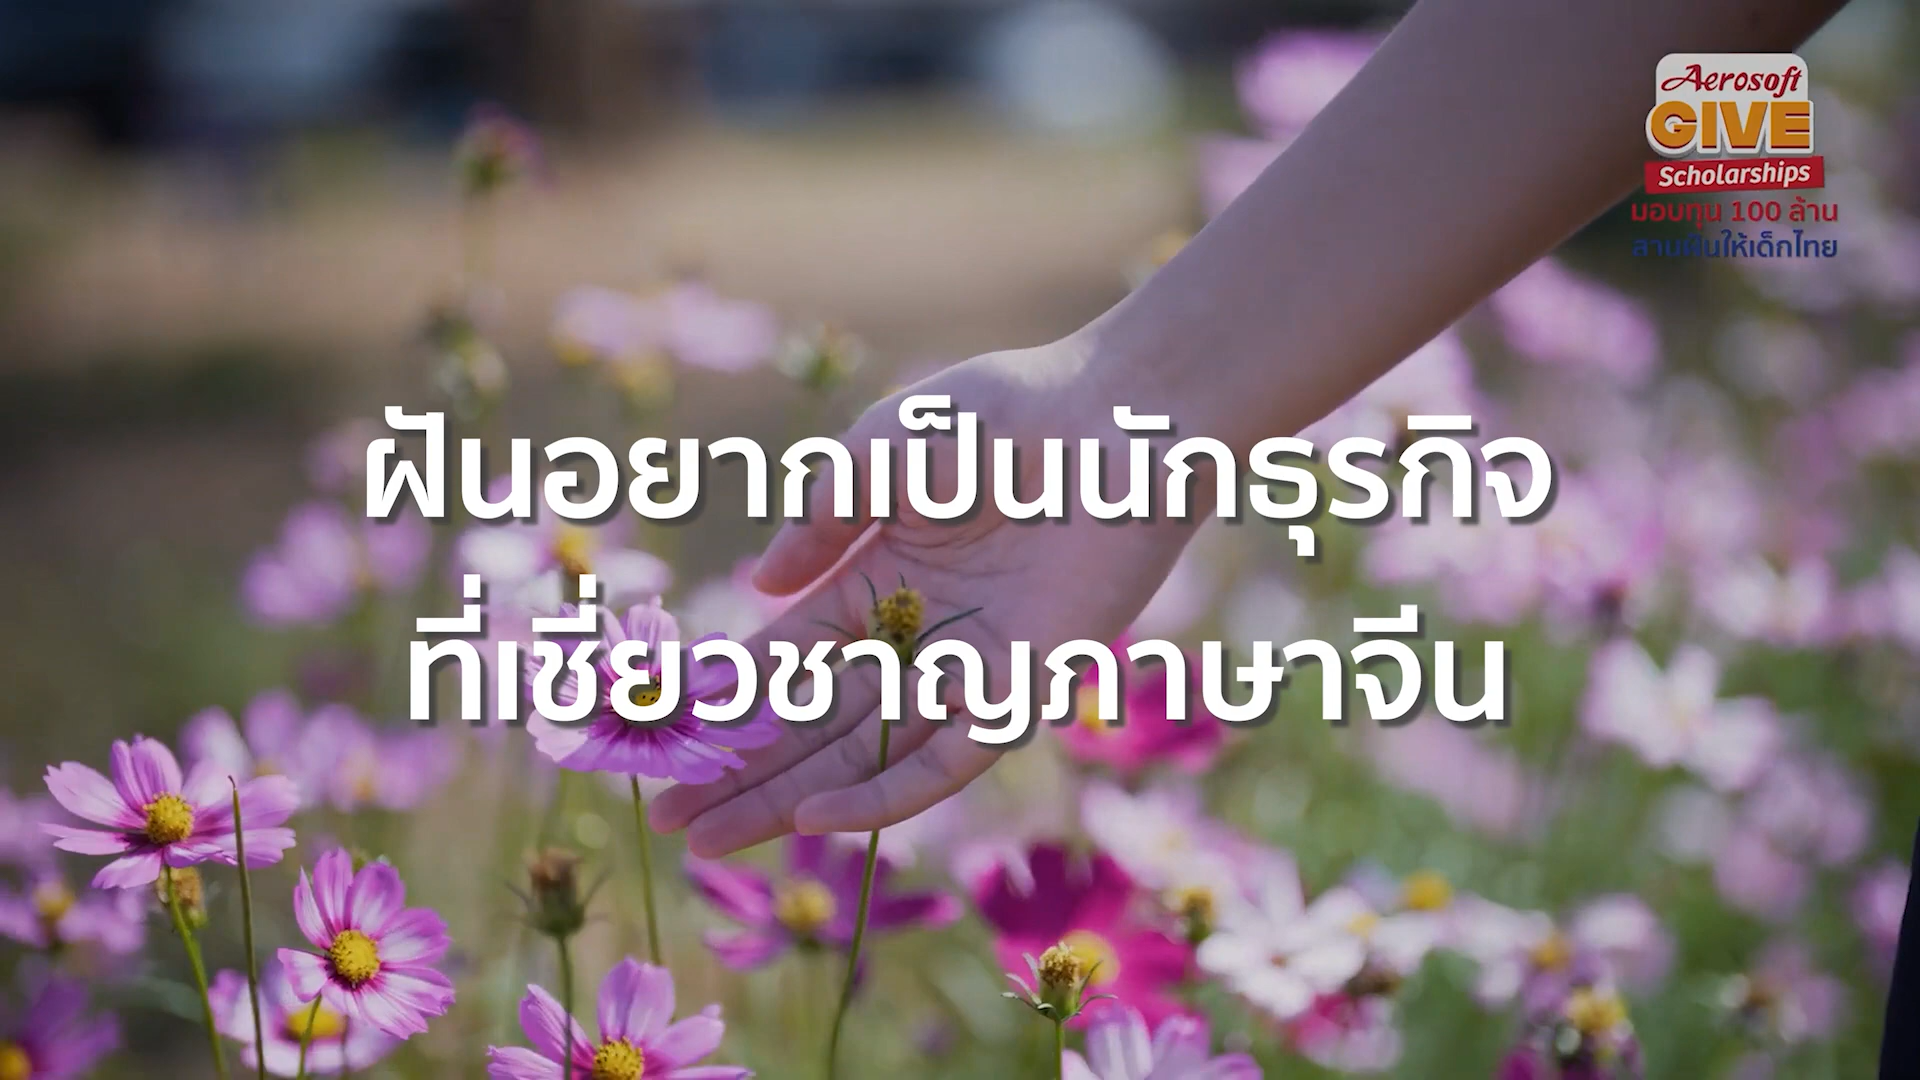 Aerosoft
GIVE
Scholarships
มอบทุน 100 ล้าน
สานฝันให้เด็กไทย
ฝันอยากเป็นนักธุรกิจ
ที่เชี่ยวชาญภาษาจีน